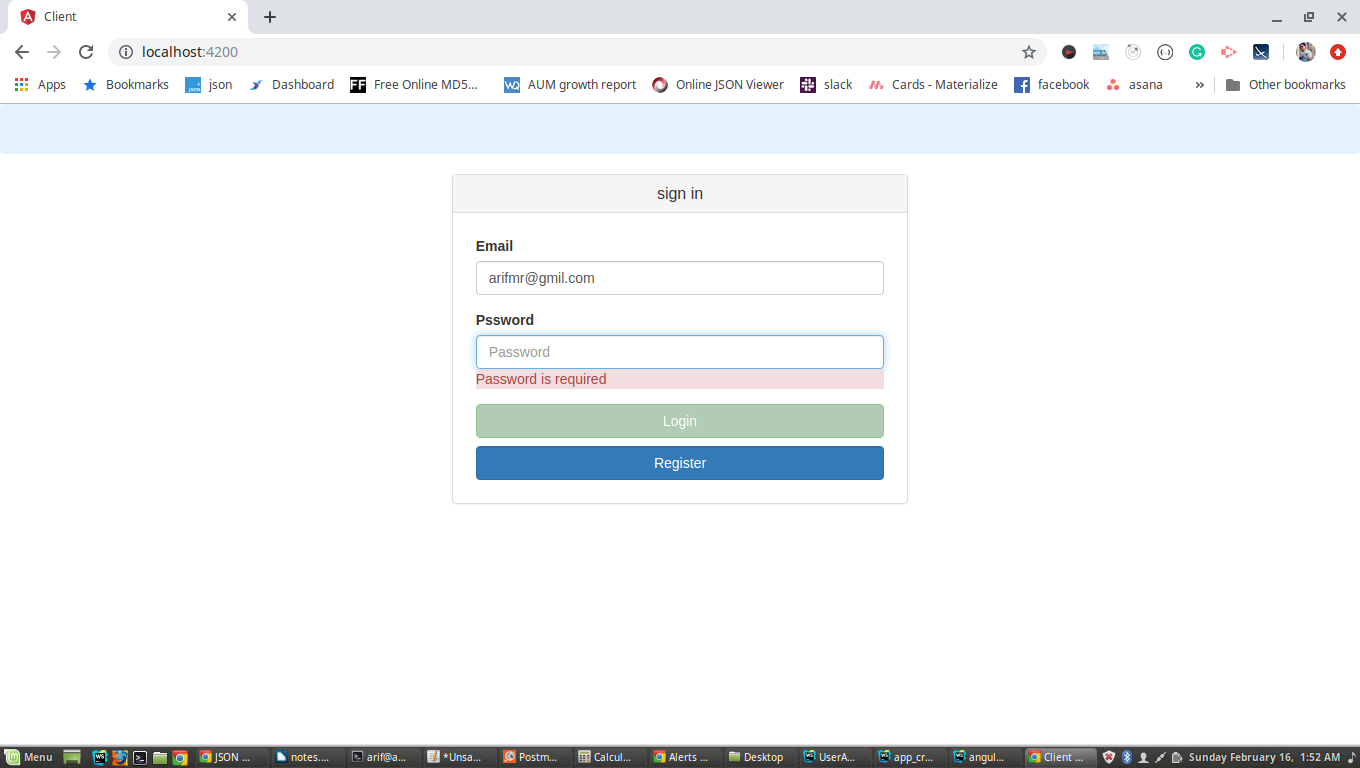 Client
localhost:4200
Apps Bookmarks json Dashboard Free Online MD5... AUM growth report Online JSON Viewer slack Cards - Materialize facebook asana » Other bookmarks
sign in
Email
arifmr@gmil.com
Pssword
Password
Password is required
Login
Register
Menu JSON ... notes.... arif@a... *Unsa... Postm... Calcul... Alerts ... Desktop UserA... app_cr... angul... Client ... Sunday February 16, 1:52 AM